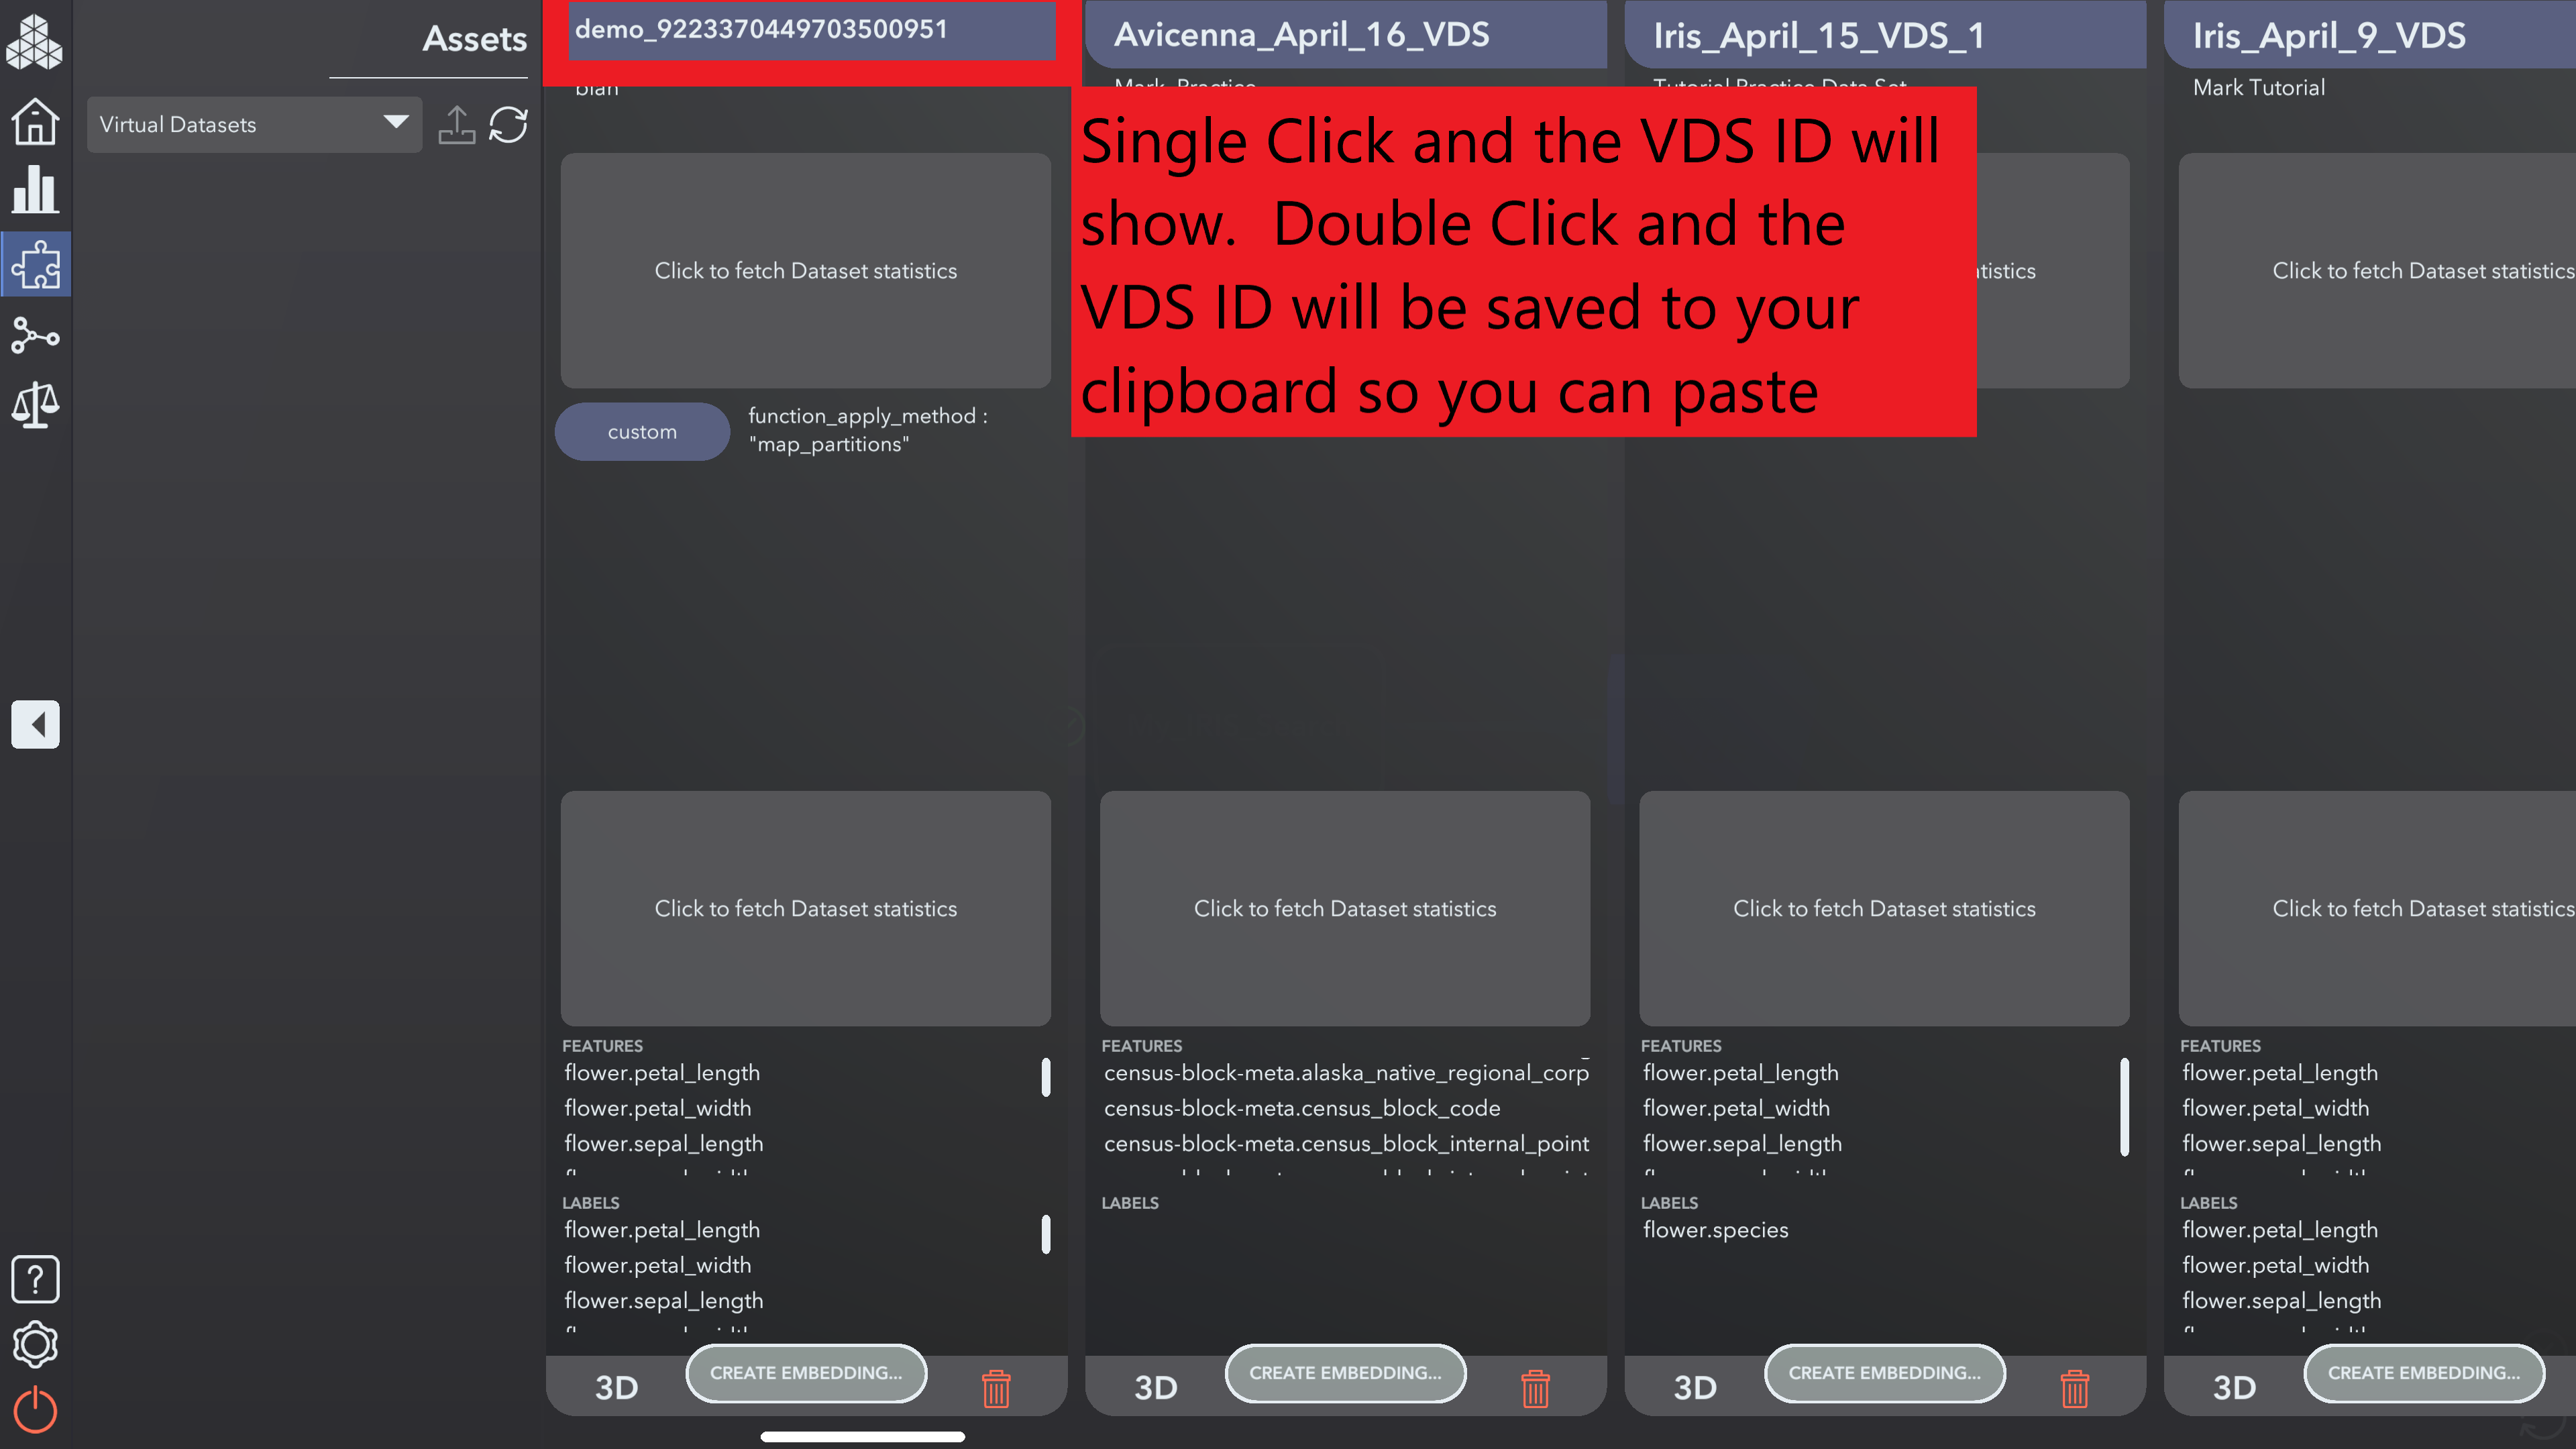 Assets
Virtual Datasets
demo_9223370449703500951
blah
Click to fetch Dataset statistics
custom
function_apply_method :
"map_partitions"
Click to fetch Dataset statistics
FEATURES
flower.petal_length
flower.petal_width
flower.sepal_length
LABELS
flower.petal_length
flower.petal_width
flower.sepal_length
3D
CREATE EMBEDDING...
Avicenna_April_16_VDS
Mark Practice
Single Click and the VDS ID will
show. Double Click and the
VDS ID will be saved to your
clipboard so you can paste
Click to fetch Dataset statistics
FEATURES
census-block-meta.alaska_native_regional_corp
census-block-meta.census_block_code
census-block-meta.census_block_internal_point
LABELS
3D
CREATE EMBEDDING...
Iris_April_15_VDS_1
Tutorial Practice Data Set
tistics
Click to fetch Dataset statistics
FEATURES
flower.petal_length
flower.petal_width
flower.sepal_length
LABELS
flower.species
3D
CREATE EMBEDDING...
Iris_April_9_VDS
Mark Tutorial
Click to fetch Dataset statistics
Click to fetch Dataset statistics
FEATURES
flower.petal_length
flower.petal_width
flower.sepal_length
LABELS
flower.petal_length
flower.petal_width
flower.sepal_length
3D
CREATE EMBEDDING...
?